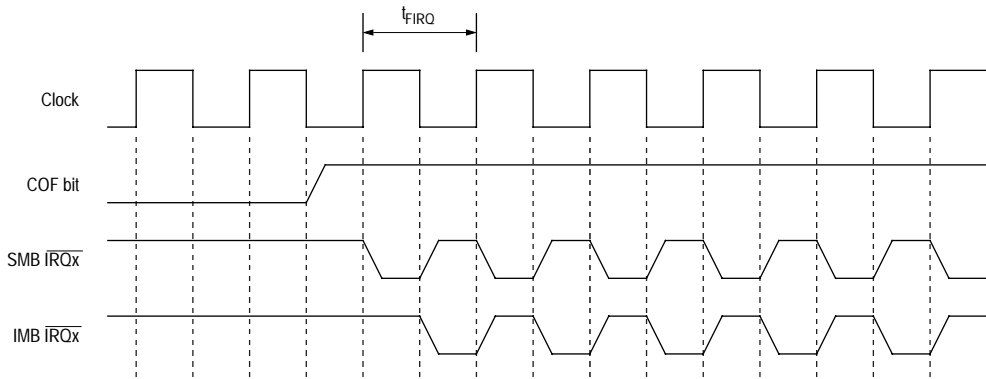 tFIRQ
Clock
COF bit
SMB IRQx
IMB IRQx